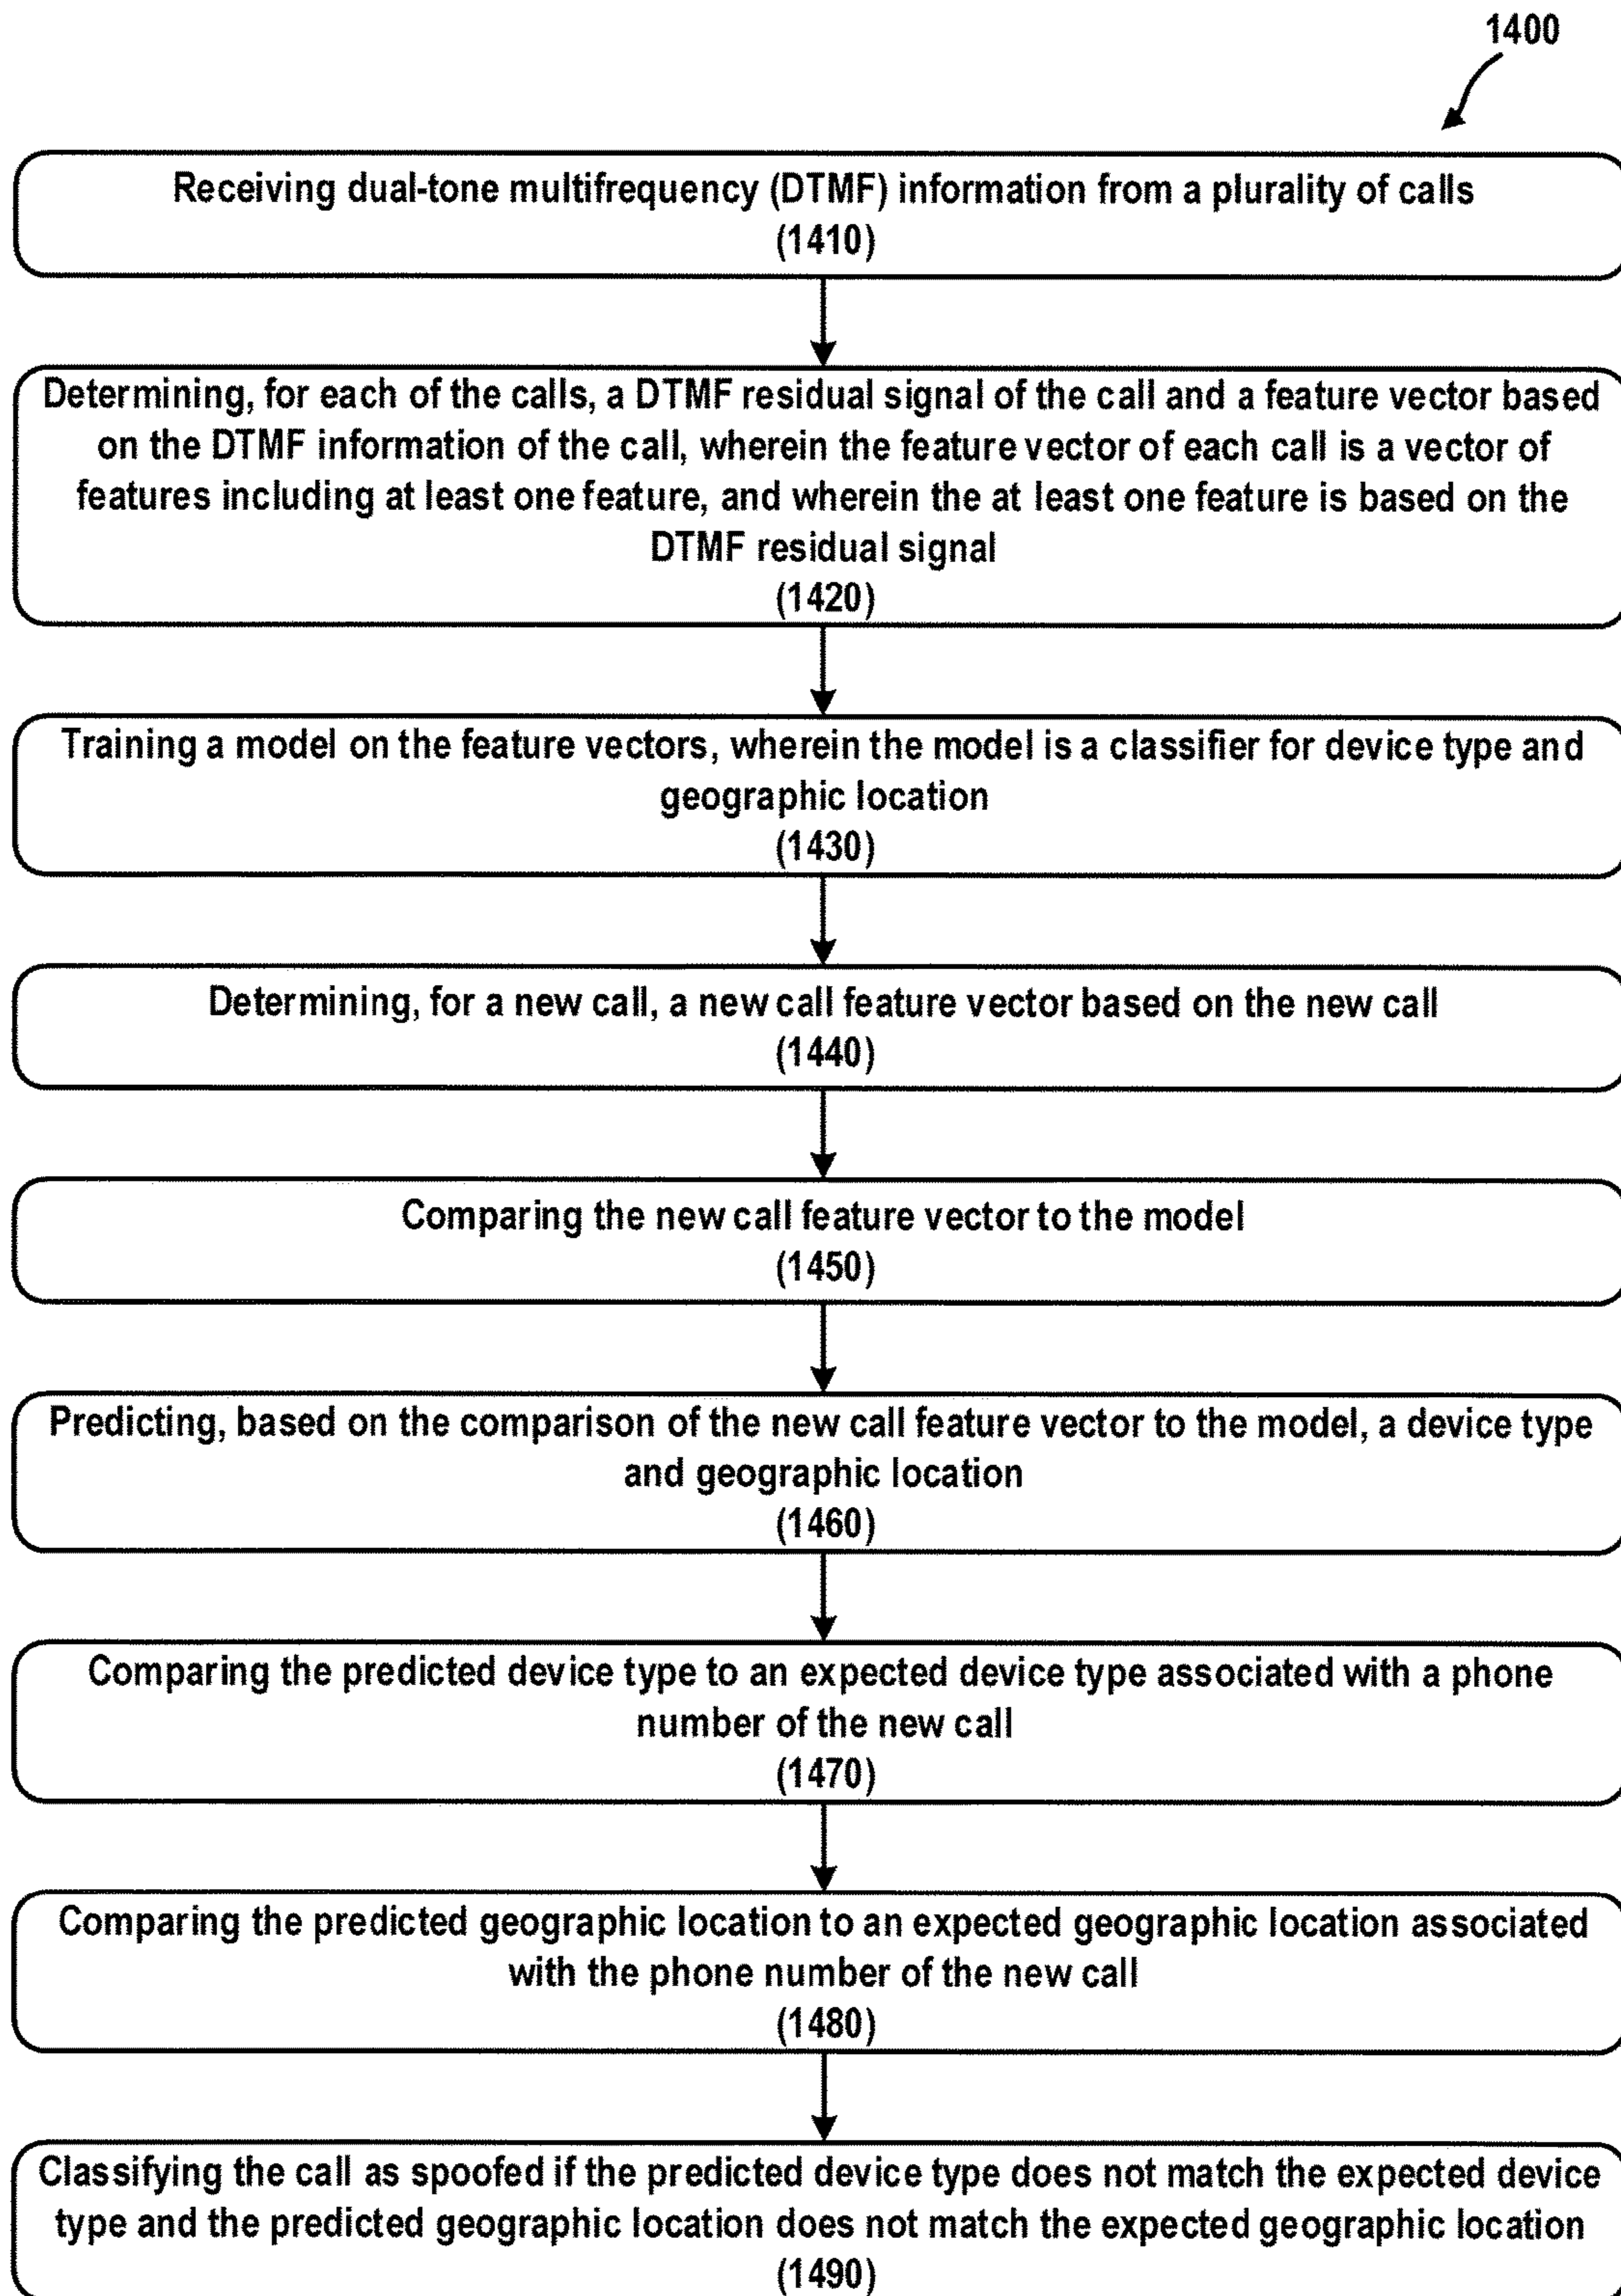 1400
Receiving dual-tone multifrequency (DTMF) information from a plurality of calls
(1410)
Determining, for each of the calls, a DTMF residual signal of the call and a feature vector based
on the DTMF information of the call, wherein the feature vector of each call is a vector of
features including at least one feature, and wherein the at least one feature is based on the
DTMF residual signal
(1420)
Training a model on the feature vectors, wherein the model is a classifier for device type and
geographic location
(1430)
Determining, for a new call, a new call feature vector based on the new call
(1440)
Comparing the new call feature vector to the model
(1450)
Predicting, based on the comparison of the new call feature vector to the model, a device type
and geographic location
(1460)
Comparing the predicted device type to an expected device type associated with a phone
number of the new call
(1470)
Comparing the predicted geographic location to an expected geographic location associated
with the phone number of the new call
(1480)
Classifying the call as spoofed if the predicted device type does not match the expected device
type and the predicted geographic location does not match the expected geographic location
(1490)